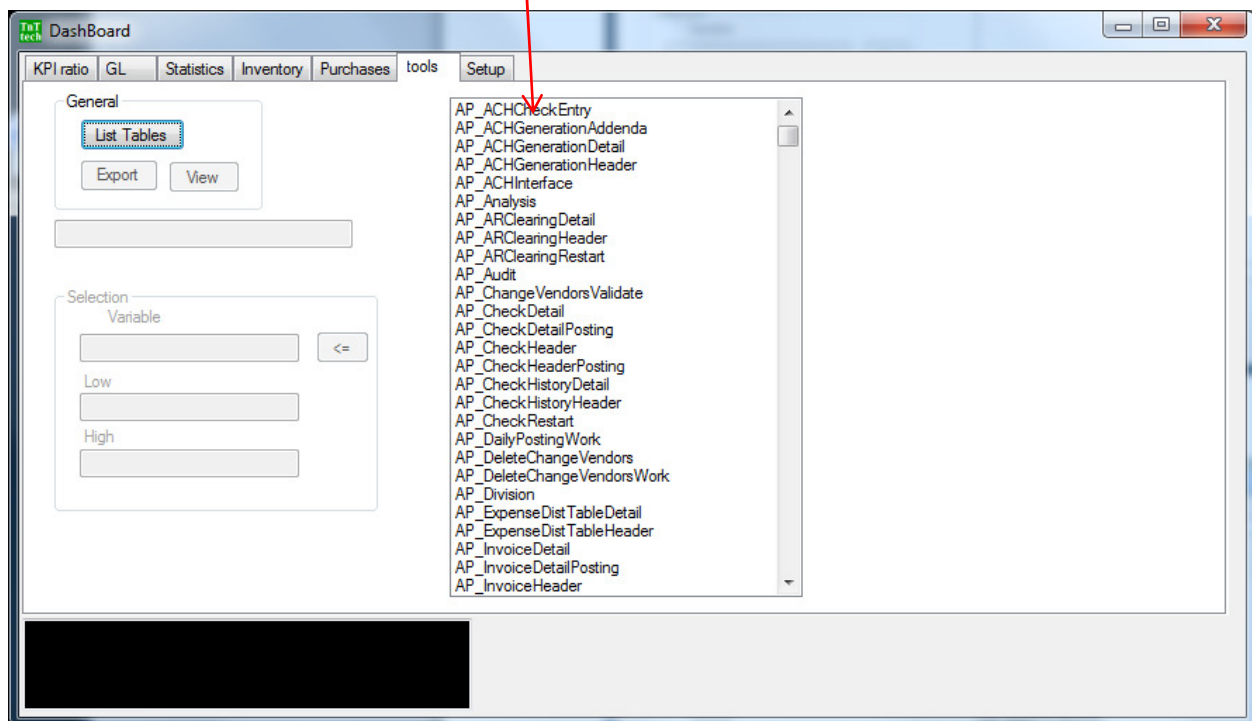 TnT tech DashBoard
KPI ratio GL Statistics Inventory Purchases tools Setup
General
List Tables
Export View
Selection
Variable
<=
Low
High
AP_ACHCheckEntry
AP_ACHGenerationAddenda
AP_ACHGenerationDetail
AP_ACHGenerationHeader
AP_ACHInterface
AP_Analysis
AP_ARClearingDetail
AP_ARClearingHeader
AP_ARClearingRestart
AP_Audit
AP_ChangeVendorsValidate
AP_CheckDetail
AP_CheckDetailPosting
AP_CheckHeader
AP_CheckHeaderPosting
AP_CheckHistoryDetail
AP_CheckHistoryHeader
AP_CheckRestart
AP_DailyPostingWork
AP_DeleteChangeVendors
AP_DeleteChangeVendorsWork
AP_Division
AP_ExpenseDistTableDetail
AP_ExpenseDistTableHeader
AP_InvoiceDetail
AP_InvoiceDetailPosting
AP_InvoiceHeader